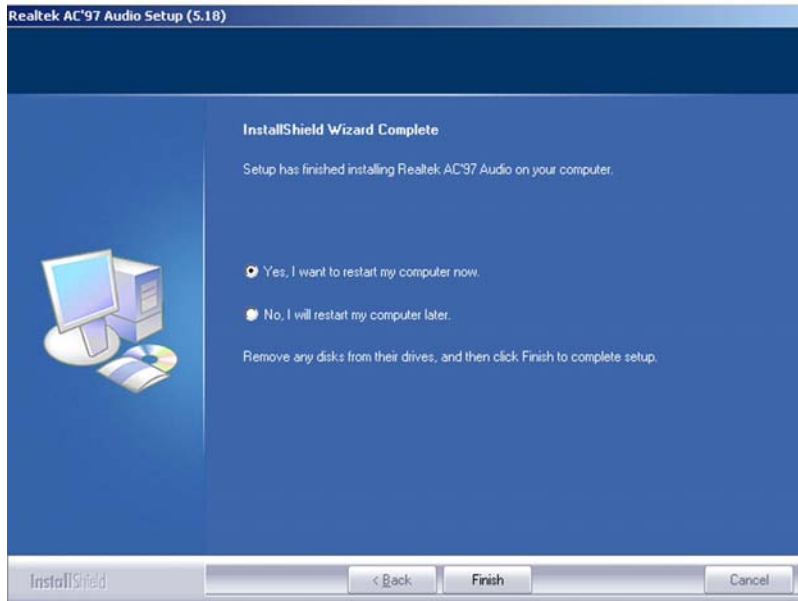 Realtek AC'97 Audio Setup (5.18)
InstallShield Wizard Complete
Setup has finished installing Realtek AC'97 Audio on your computer.
Yes, I want to restart my computer now.
No, I will restart my computer later.
Remove any disks from their drives, and then click Finish to complete setup.
InstallShield
< Back Finish Cancel